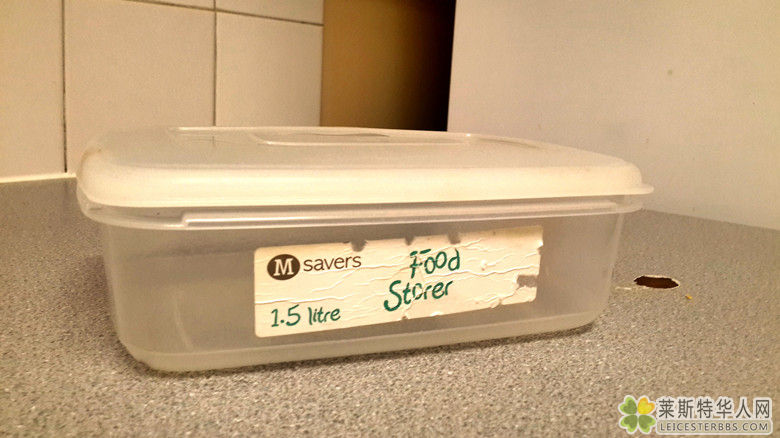 M savers
Food
Storer
1.5 litre
莱斯特华人网
LEICESTERBBS.COM